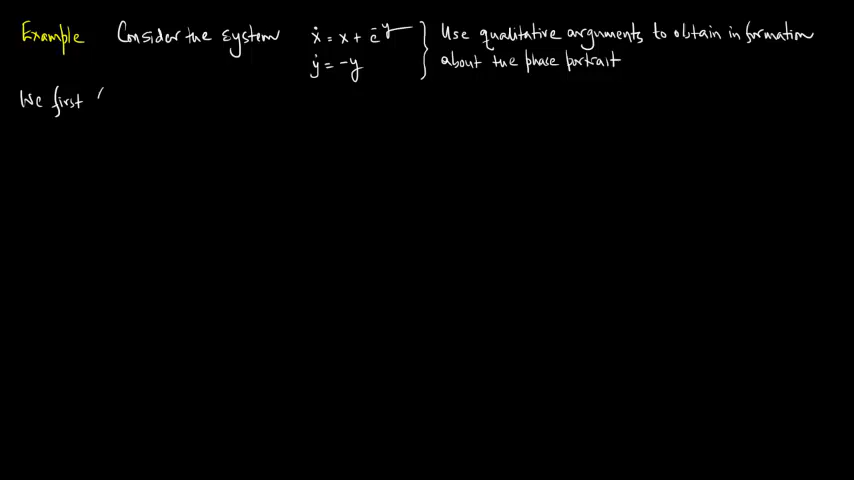 Example Consider the system ẋ = x + e^{-y} } Use qualitative arguments to obtain information
ẏ = -y about the phase portrait
We first (